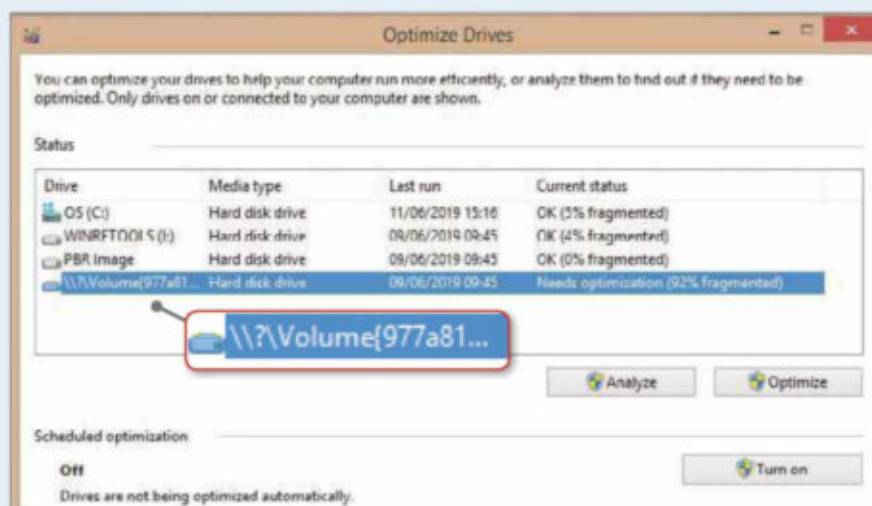 Optimize Drives
You can optimize your drives to help your computer run more efficiently, or analyze them to find out if they need to be
optimized. Only drives on or connected to your computer are shown.
Status
Drive Media type Last run Current status
OS (C:) Hard disk drive 11/06/2019 15:16 OK (5% fragmented)
WINRETOOLS (I:) Hard disk drive 09/06/2019 09:45 OK (4% fragmented)
PBR Image Hard disk drive 09/06/2019 09:45 OK (0% fragmented)
\\?\Volume{977a81... Hard disk drive 09/06/2019 09:45 Needs optimization (92% fragmented)
\\?\Volume{977a81...
Analyze Optimize
Scheduled optimization
Off Turn on
Drives are not being optimized automatically.